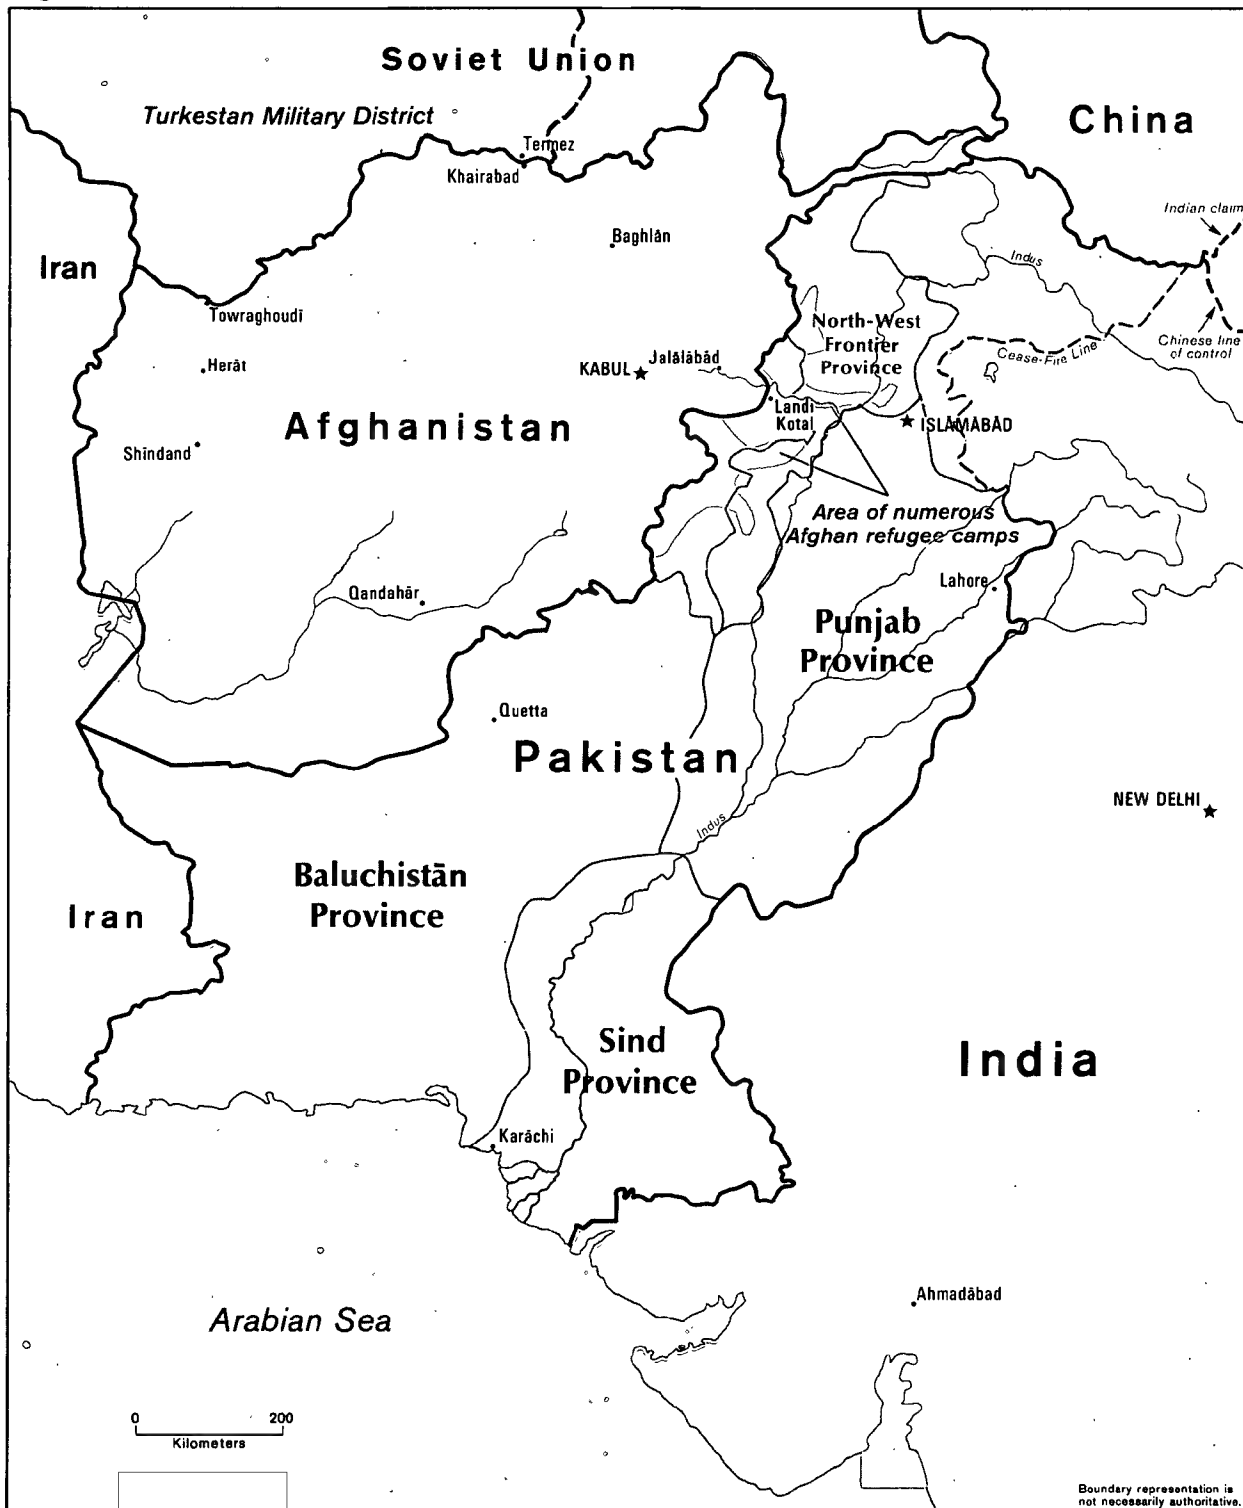 Soviet Union
Turkestan Military District
China
Termez
Khairabad
Indian claim
Baghlān
Iran
Indus
Towraghoudī
North-West
Frontier
Province
Chinese line
of control
Cease-Fire Line
Herāt
KABUL
Jalālābād
Landi
Kotal
ISLĀMĀBĀD
Afghanistan
Shīndand
Area of numerous
Afghan refugee camps
Lahore
Qandahār
Punjab
Province
Quetta
Pakistan
NEW DELHI
Indus
Baluchistān
Province
Iran
Sind
Province
India
Karāchi
Ahmadābad
Arabian Sea
0 200
Kilometers
Boundary representation is
not necessarily authoritative.